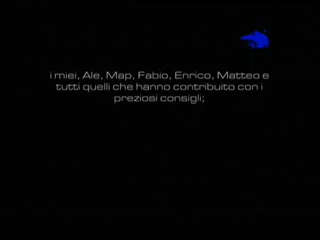 i miei, Ale, Map, Fabio, Enrico, Matteo e
tutti quelli che hanno contribuito con i
preziosi consigli;